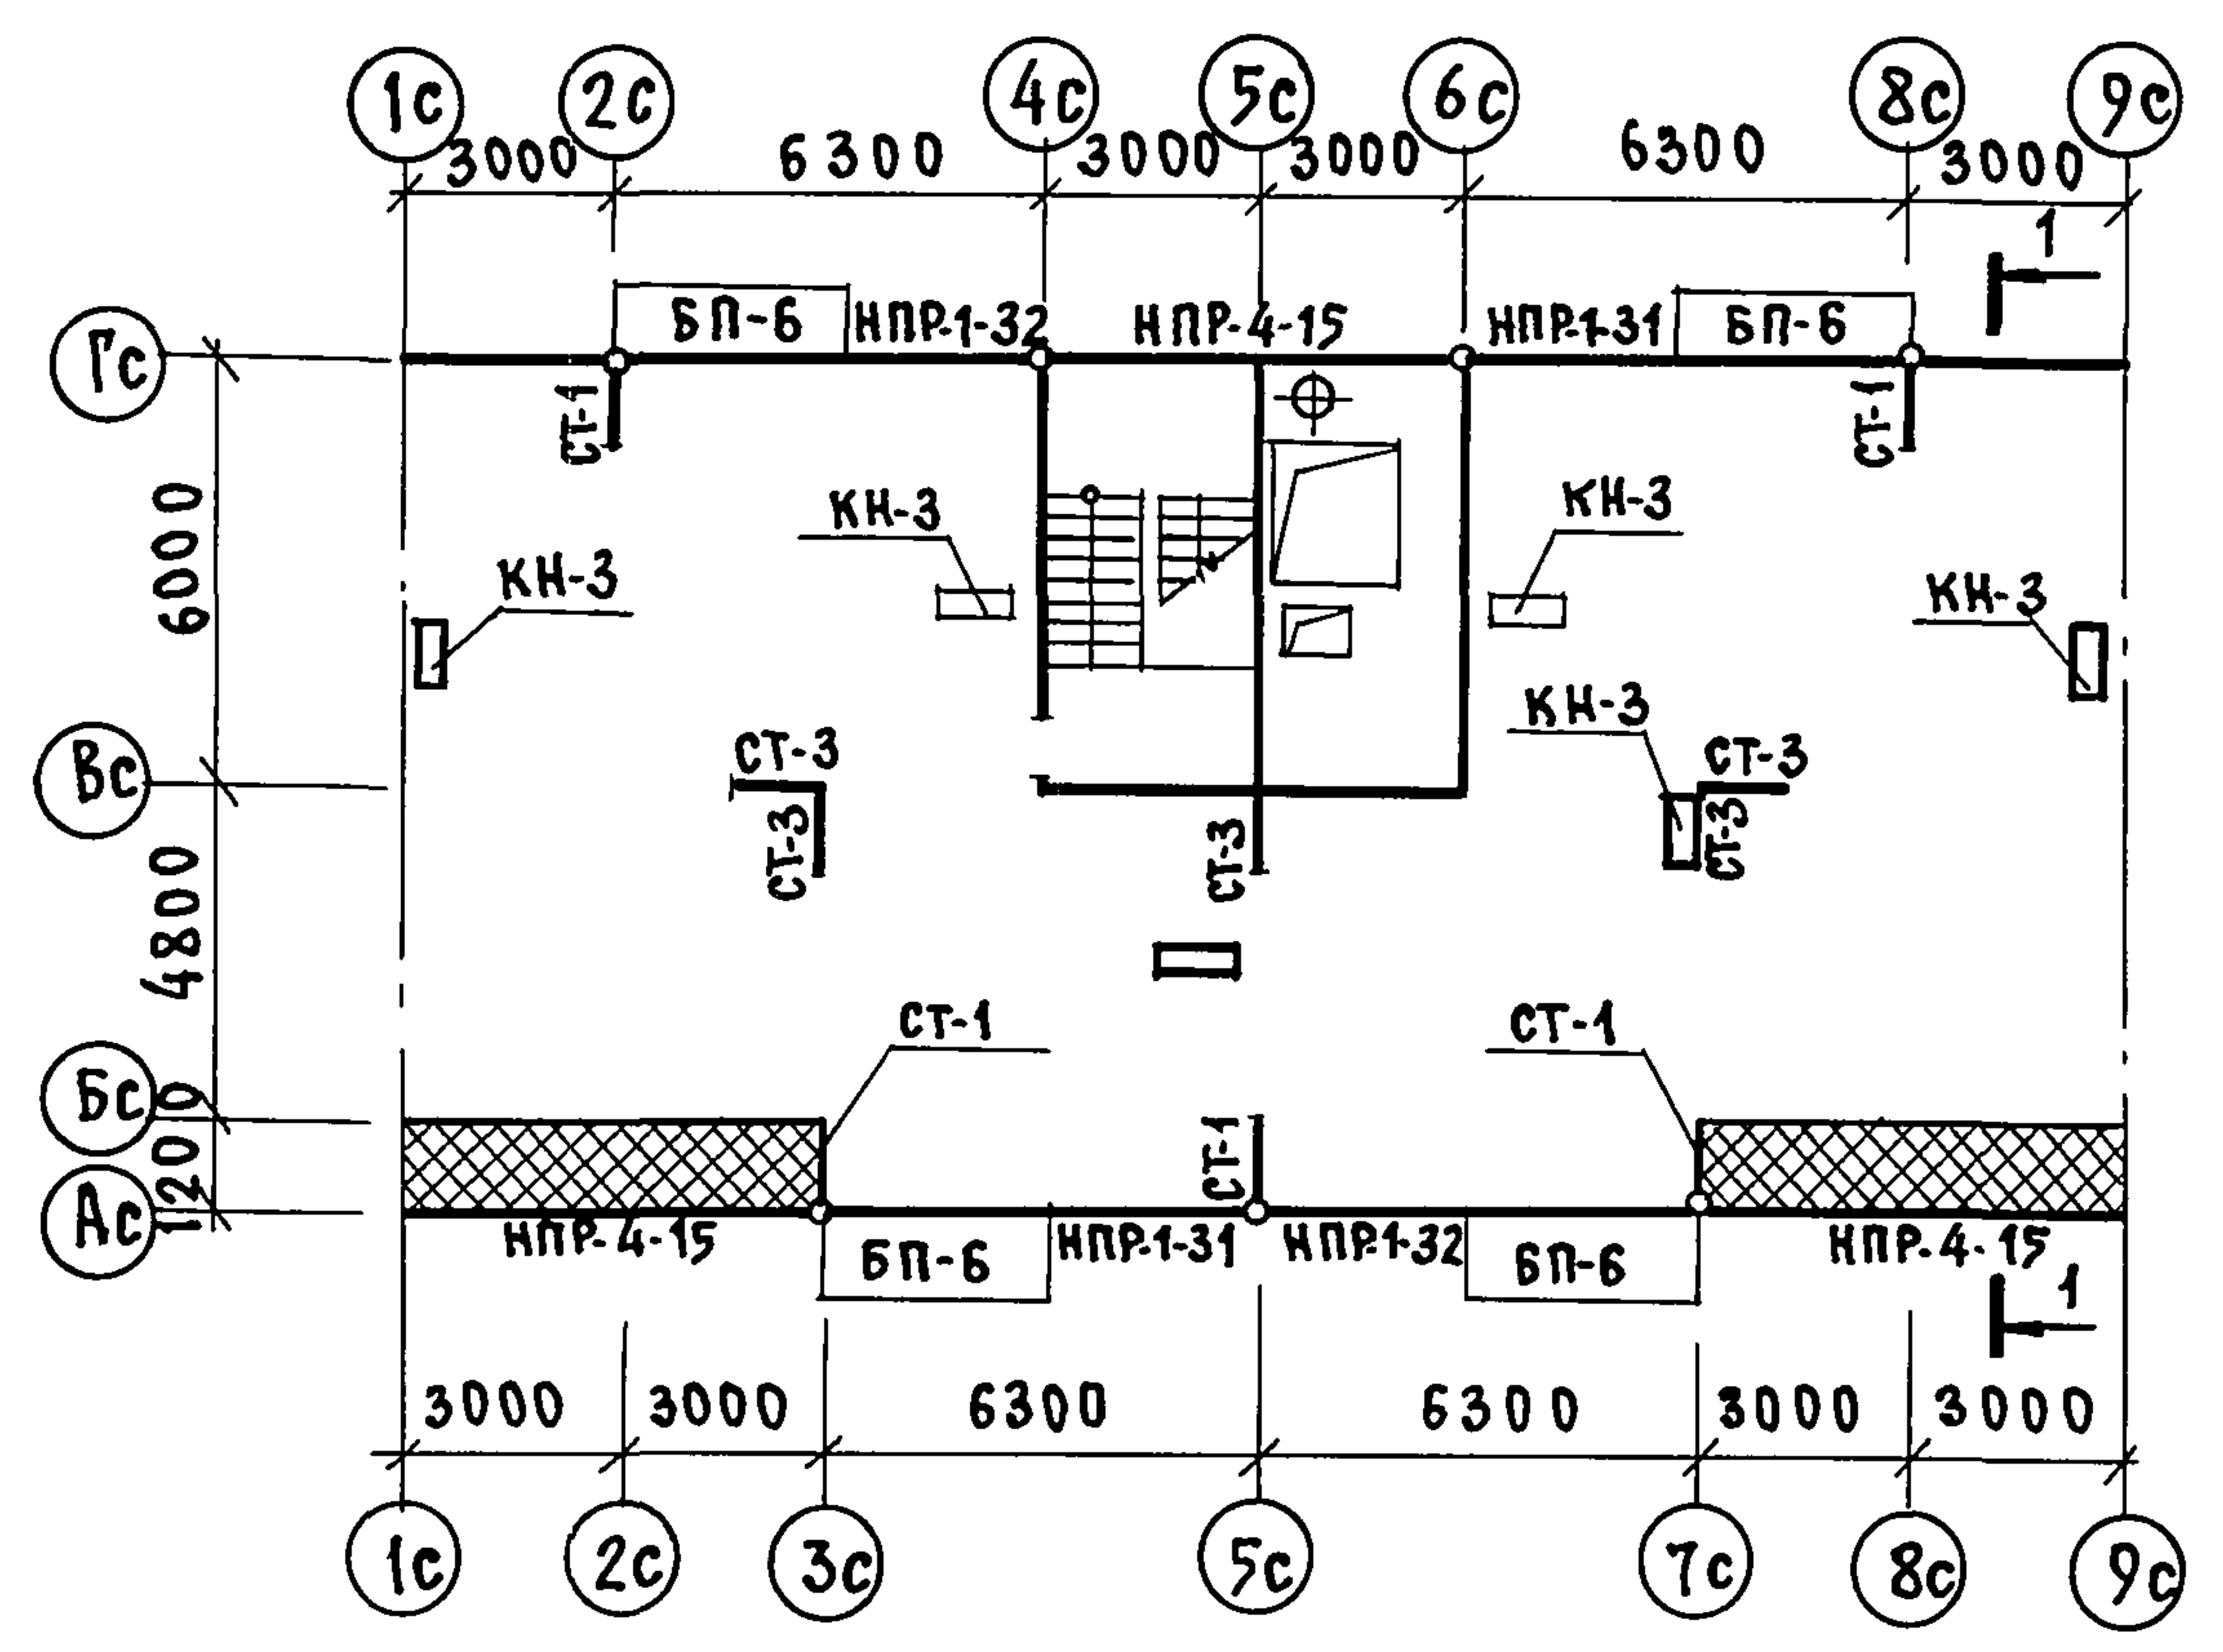 1с 2с 4с 5с 6с 8с 9с
3000 6300 3000 3000 6300 3000
1
БП-6 НПР.1-32 НПР-4-15 НПР.1-31 БП-6
Гс
СТ-1 СТ-1
6000
КН-3 КН-3
КН-3 КН-3
КН-3
СТ-3 СТ-3
Вс
СТ-3 СТ-3 СТ-3
4800
СТ-1 СТ-1
Бс
1200
СТ-1
Ас
НПР-4-15 БП-6 НПР.1-31 НПР.1-32 БП-6 НПР.4-15
1
3000 3000 6300 6300 3000 3000
1с 2с 3с 5с 7с 8с 9с